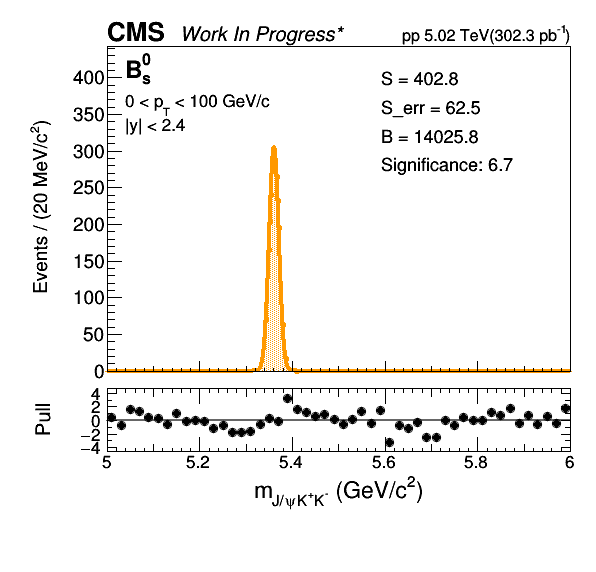 CMS Work In Progress* pp 5.02 TeV(302.3 pb⁻¹)
B⁰ₛ
0 < p_T < 100 GeV/c
|y| < 2.4
S = 402.8
S_err = 62.5
B = 14025.8
Significance: 6.7
Events / (20 MeV/c²)
400
350
300
250
200
150
100
50
0
Pull
4
2
0
−2
−4
5 5.2 5.4 5.6 5.8 6
m_{J/ψK⁺K⁻} (GeV/c²)